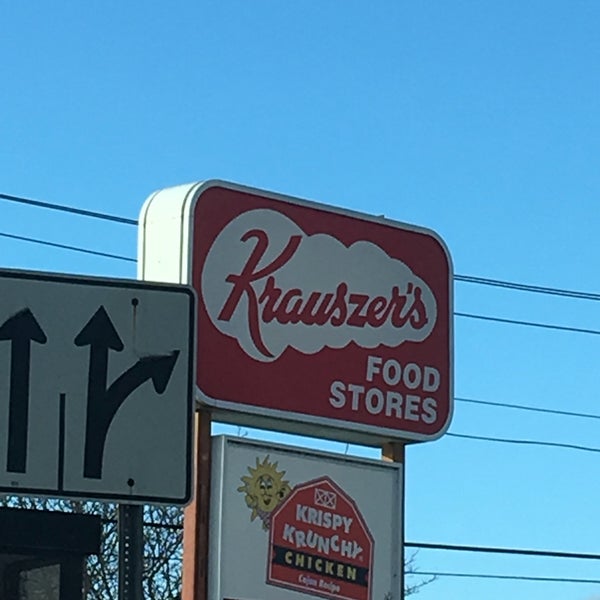 Krauszer's
FOOD
STORES
KRISPY
KRUNCHY
CHICKEN
Cajun Recipe